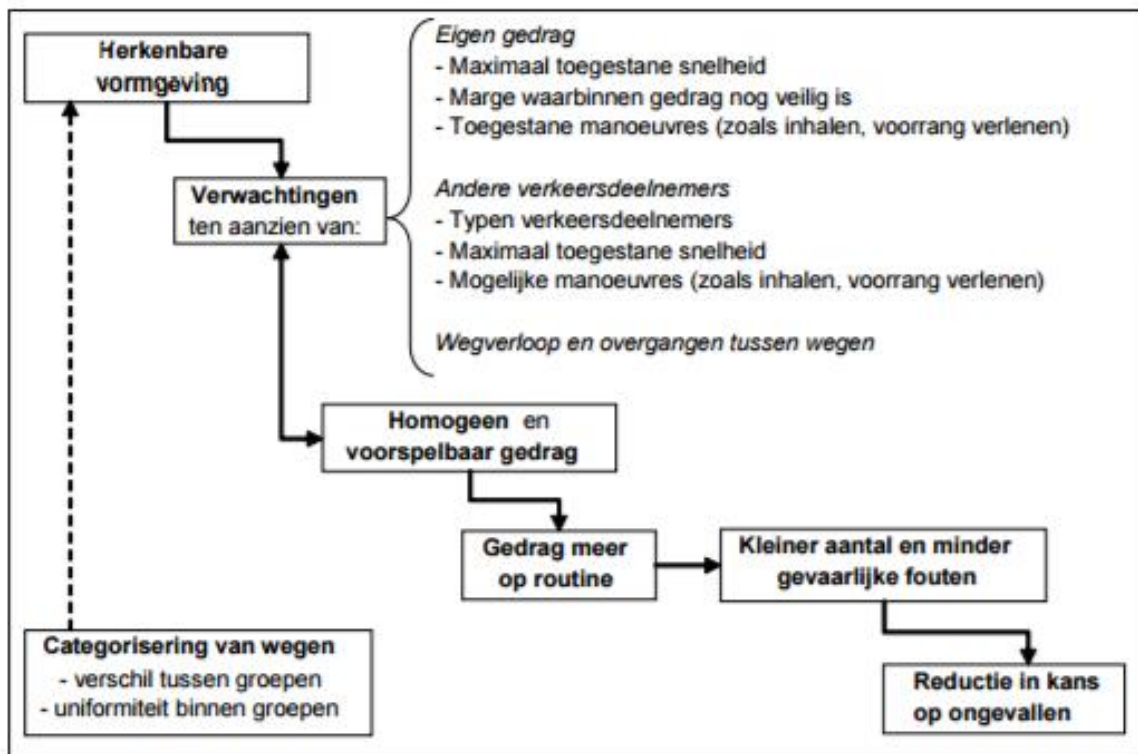 Herkenbare
vormgeving
Eigen gedrag
- Maximaal toegestane snelheid
- Marge waarbinnen gedrag nog veilig is
- Toegestane manoeuvres (zoals inhalen, voorrang verlenen)
Verwachtingen
ten aanzien van:
Andere verkeersdeelnemers
- Typen verkeersdeelnemers
- Maximaal toegestane snelheid
- Mogelijke manoeuvres (zoals inhalen, voorrang verlenen)
Wegverloop en overgangen tussen wegen
Homogeen en
voorspelbaar gedrag
Gedrag meer
op routine
Kleiner aantal en minder
gevaarlijke fouten
Categorisering van wegen
- verschil tussen groepen
- uniformiteit binnen groepen
Reductie in kans
op ongevallen